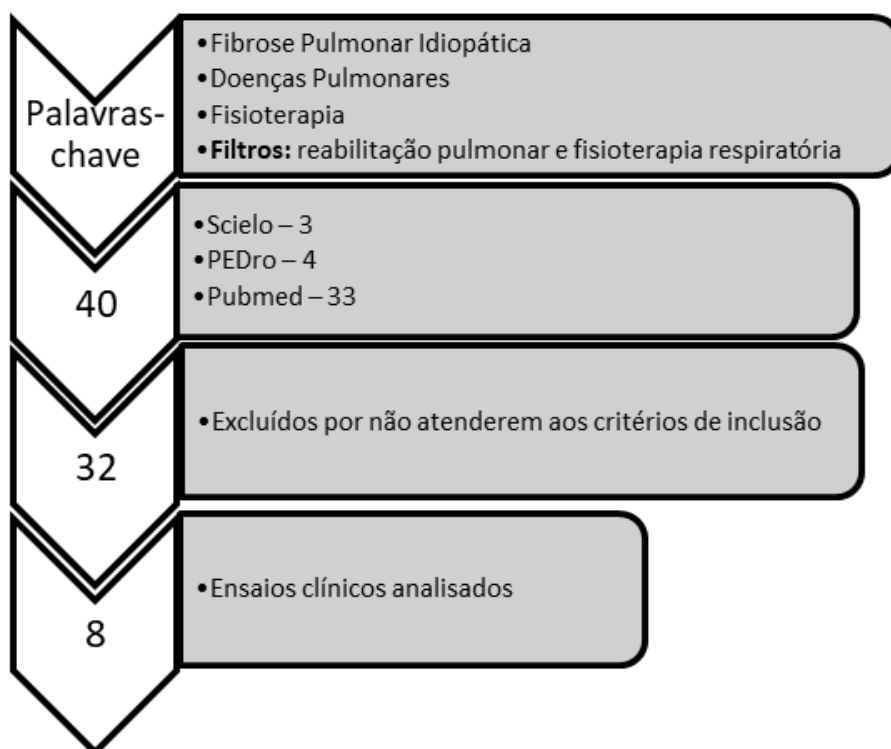 Palavras-
chave
•Fibrose Pulmonar Idiopática
•Doenças Pulmonares
•Fisioterapia
•Filtros: reabilitação pulmonar e fisioterapia respiratória
40
•Scielo – 3
•PEDro – 4
•Pubmed – 33
32
•Excluídos por não atenderem aos critérios de inclusão
8
•Ensaios clínicos analisados